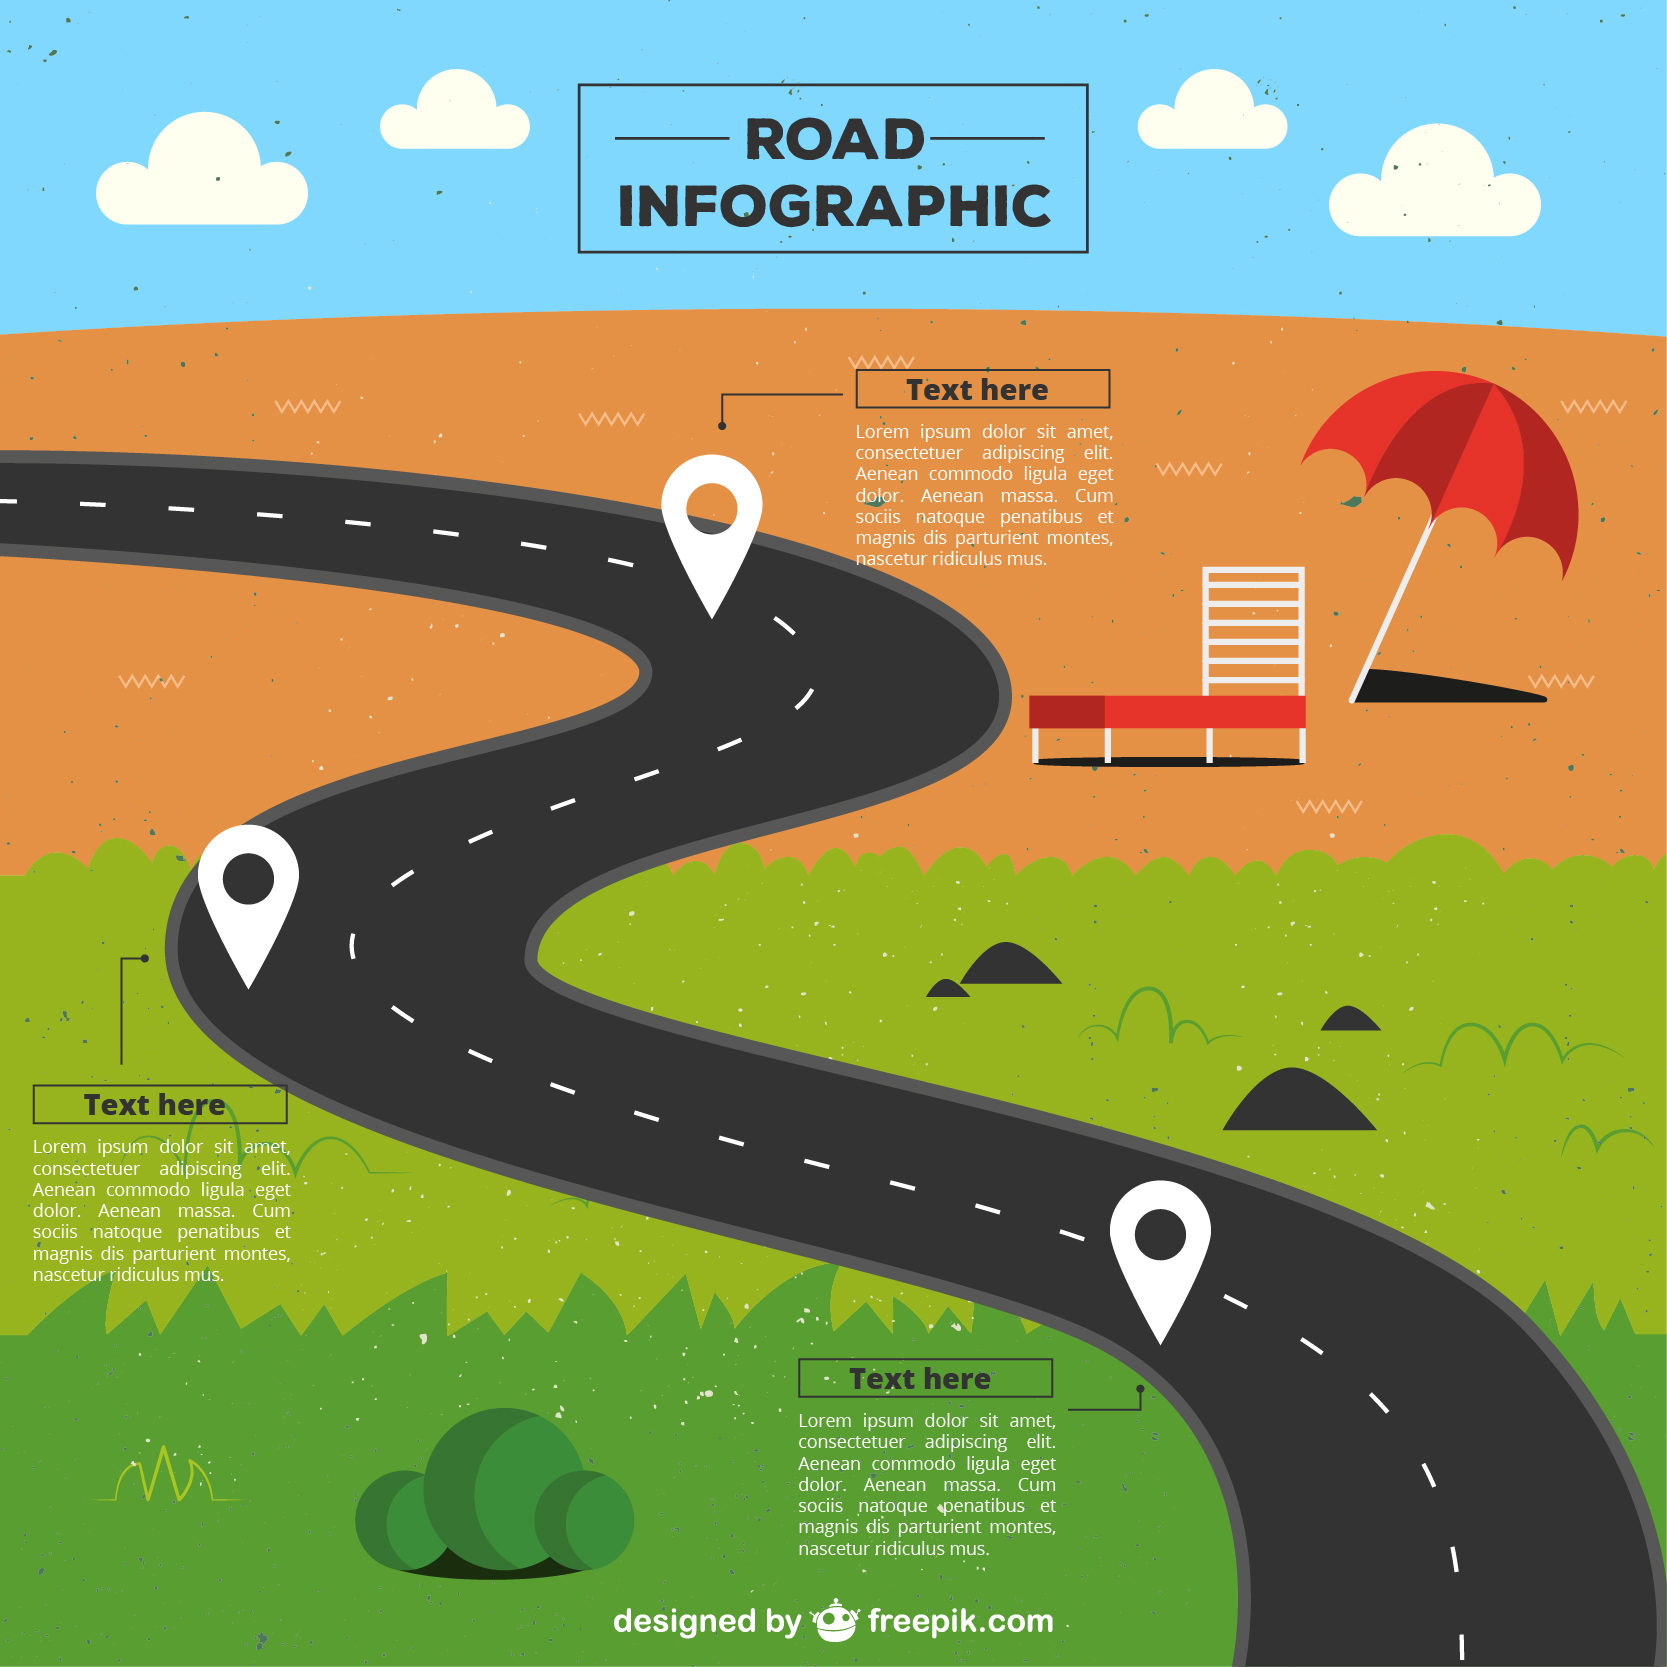 ROAD
INFOGRAPHIC
Text here
Lorem ipsum dolor sit amet,
consectetuer adipiscing elit.
Aenean commodo ligula eget
dolor. Aenean massa. Cum
sociis natoque penatibus et
magnis dis parturient montes,
nascetur ridiculus mus.
Text here
Lorem ipsum dolor sit amet,
consectetuer adipiscing elit.
Aenean commodo ligula eget
dolor. Aenean massa. Cum
sociis natoque penatibus et
magnis dis parturient montes,
nascetur ridiculus mus.
Text here
Lorem ipsum dolor sit amet,
consectetuer adipiscing elit.
Aenean commodo ligula eget
dolor. Aenean massa. Cum
sociis natoque penatibus et
magnis dis parturient montes,
nascetur ridiculus mus.
designed by freepik.com